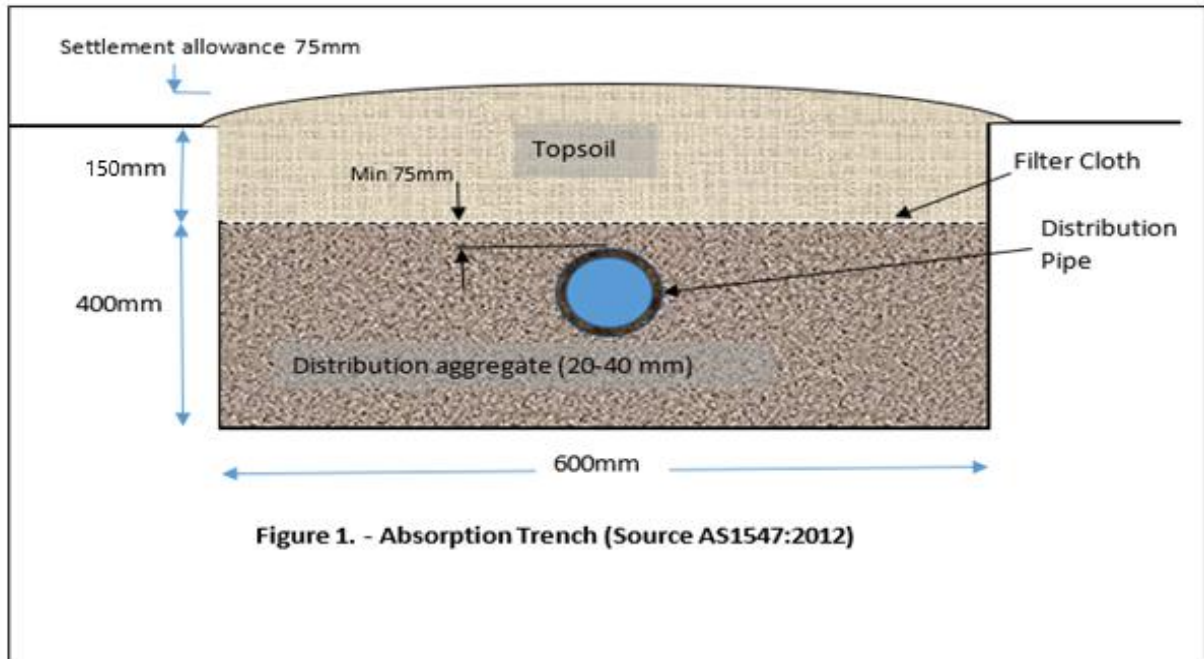 Settlement allowance 75mm
Topsoil
150mm
Min 75mm
Filter Cloth
Distribution
Pipe
400mm
Distribution aggregate (20-40 mm)
600mm
Figure 1. - Absorption Trench (Source AS1547:2012)